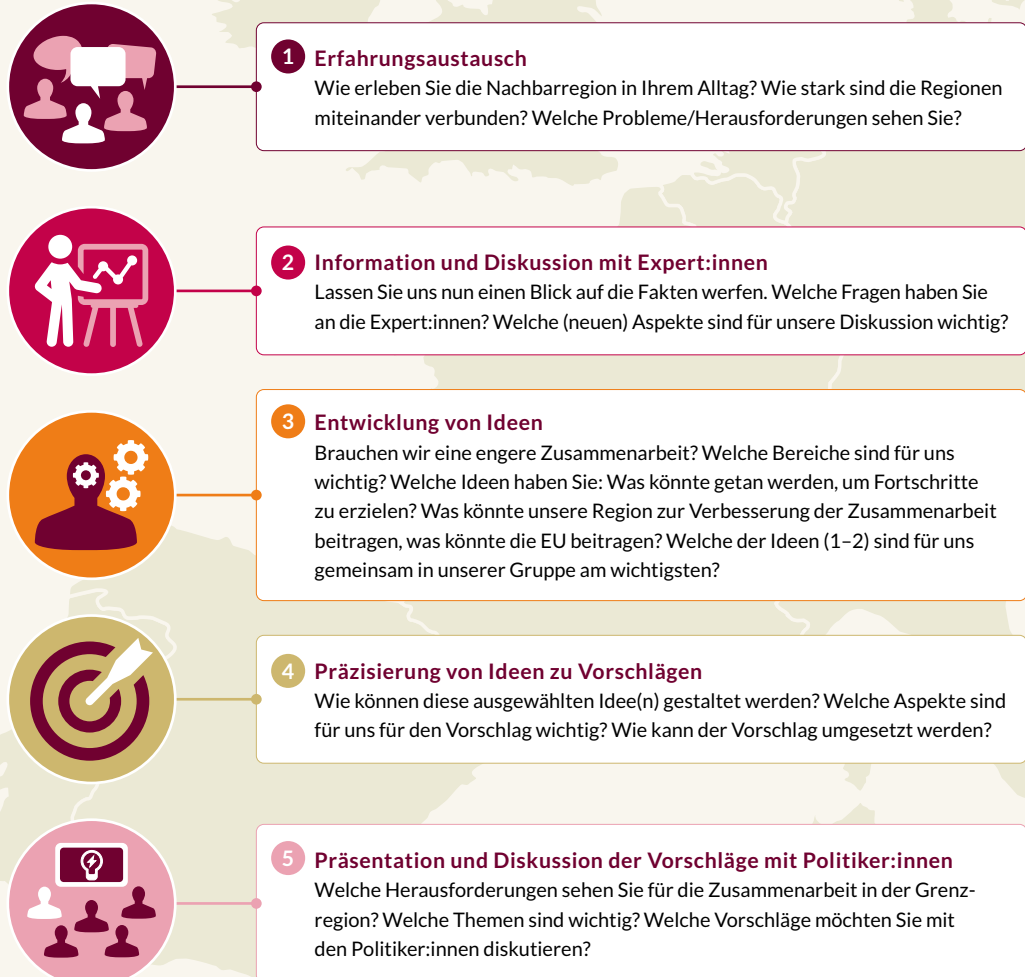 1 Erfahrungsaustausch
Wie erleben Sie die Nachbarregion in Ihrem Alltag? Wie stark sind die Regionen
miteinander verbunden? Welche Probleme/Herausforderungen sehen Sie?
2 Information und Diskussion mit Expert:innen
Lassen Sie uns nun einen Blick auf die Fakten werfen. Welche Fragen haben Sie
an die Expert:innen? Welche (neuen) Aspekte sind für unsere Diskussion wichtig?
3 Entwicklung von Ideen
Brauchen wir eine engere Zusammenarbeit? Welche Bereiche sind für uns
wichtig? Welche Ideen haben Sie: Was könnte getan werden, um Fortschritte
zu erzielen? Was könnte unsere Region zur Verbesserung der Zusammenarbeit
beitragen, was könnte die EU beitragen? Welche der Ideen (1–2) sind für uns
gemeinsam in unserer Gruppe am wichtigsten?
4 Präzisierung von Ideen zu Vorschlägen
Wie können diese ausgewählten Idee(n) gestaltet werden? Welche Aspekte sind
für uns für den Vorschlag wichtig? Wie kann der Vorschlag umgesetzt werden?
5 Präsentation und Diskussion der Vorschläge mit Politiker:innen
Welche Herausforderungen sehen Sie für die Zusammenarbeit in der Grenz-
region? Welche Themen sind wichtig? Welche Vorschläge möchten Sie mit
den Politiker:innen diskutieren?